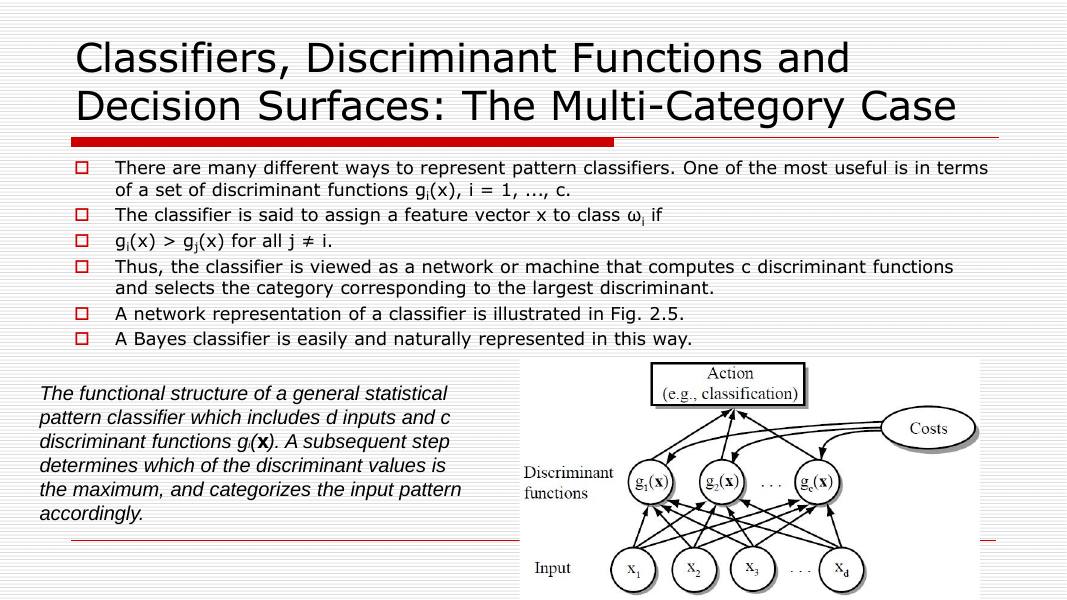 Classifiers, Discriminant Functions and
Decision Surfaces: The Multi-Category Case
There are many different ways to represent pattern classifiers. One of the most useful is in terms
of a set of discriminant functions gi(x), i = 1, ..., c.
The classifier is said to assign a feature vector x to class ωi if
gi(x) > gj(x) for all j ≠ i.
Thus, the classifier is viewed as a network or machine that computes c discriminant functions
and selects the category corresponding to the largest discriminant.
A network representation of a classifier is illustrated in Fig. 2.5.
A Bayes classifier is easily and naturally represented in this way.
The functional structure of a general statistical
pattern classifier which includes d inputs and c
discriminant functions gi(x). A subsequent step
determines which of the discriminant values is
the maximum, and categorizes the input pattern
accordingly.
Action
(e.g., classification)
Costs
Discriminant
functions
g1(x) g2(x) . . . gc(x)
Input
x1 x2 x3 . . . xd